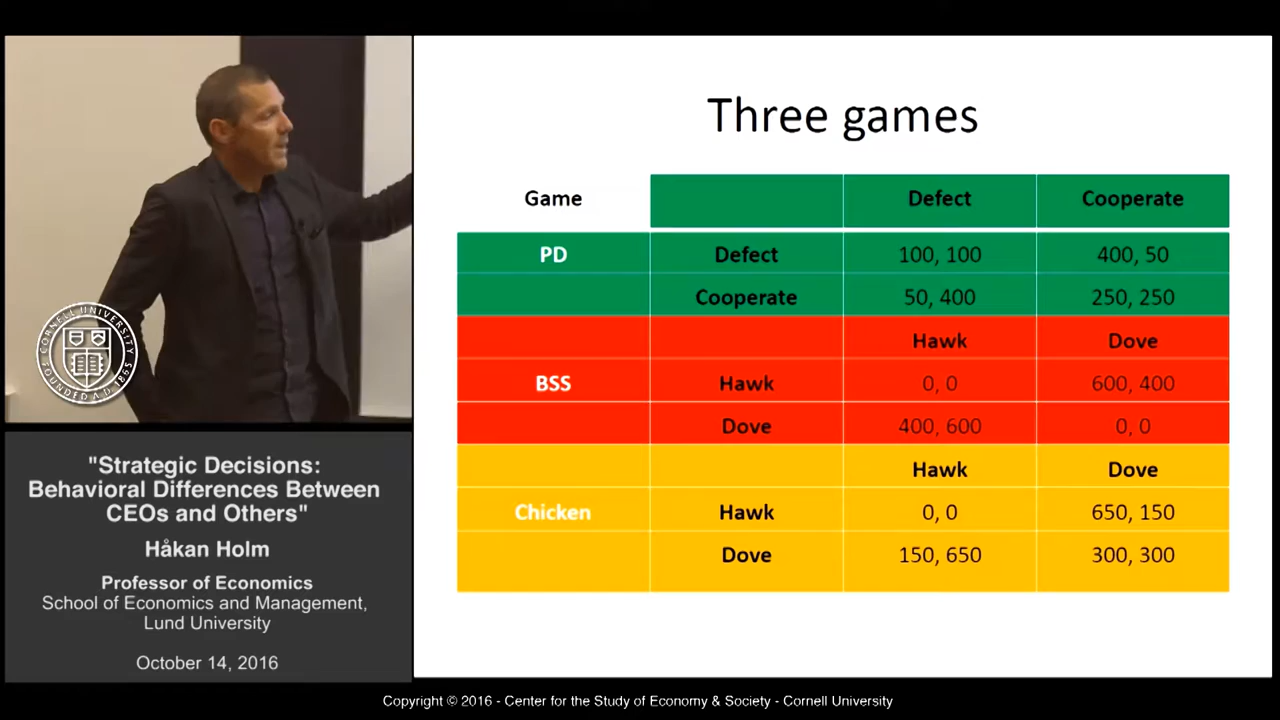 Three games
Game Defect Cooperate
PD Defect 100, 100 400, 50
Cooperate 50, 400 250, 250
Hawk Dove
BSS Hawk 0, 0 600, 400
Dove 400, 600 0, 0
Hawk Dove
Chicken Hawk 0, 0 650, 150
Dove 150, 650 300, 300
CORNELL UNIVERSITY
FOUNDED A.D. 1865
"Strategic Decisions:
Behavioral Differences Between
CEOs and Others"
Håkan Holm
Professor of Economics
School of Economics and Management,
Lund University
October 14, 2016
Copyright © 2016 - Center for the Study of Economy & Society - Cornell University